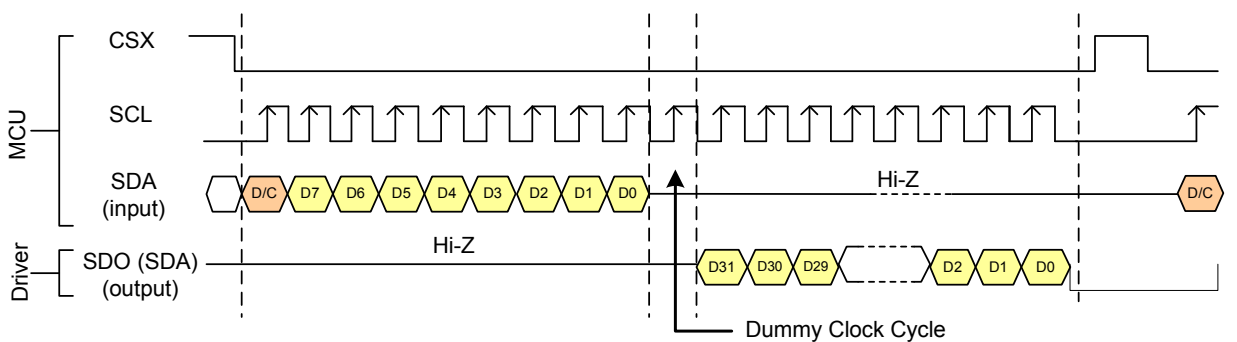 MCU
CSX
SCL
SDA
(input)
D/C D7 D6 D5 D4 D3 D2 D1 D0
Hi-Z
D/C
Driver
SDO (SDA)
(output)
Hi-Z
D31 D30 D29 D2 D1 D0
Dummy Clock Cycle